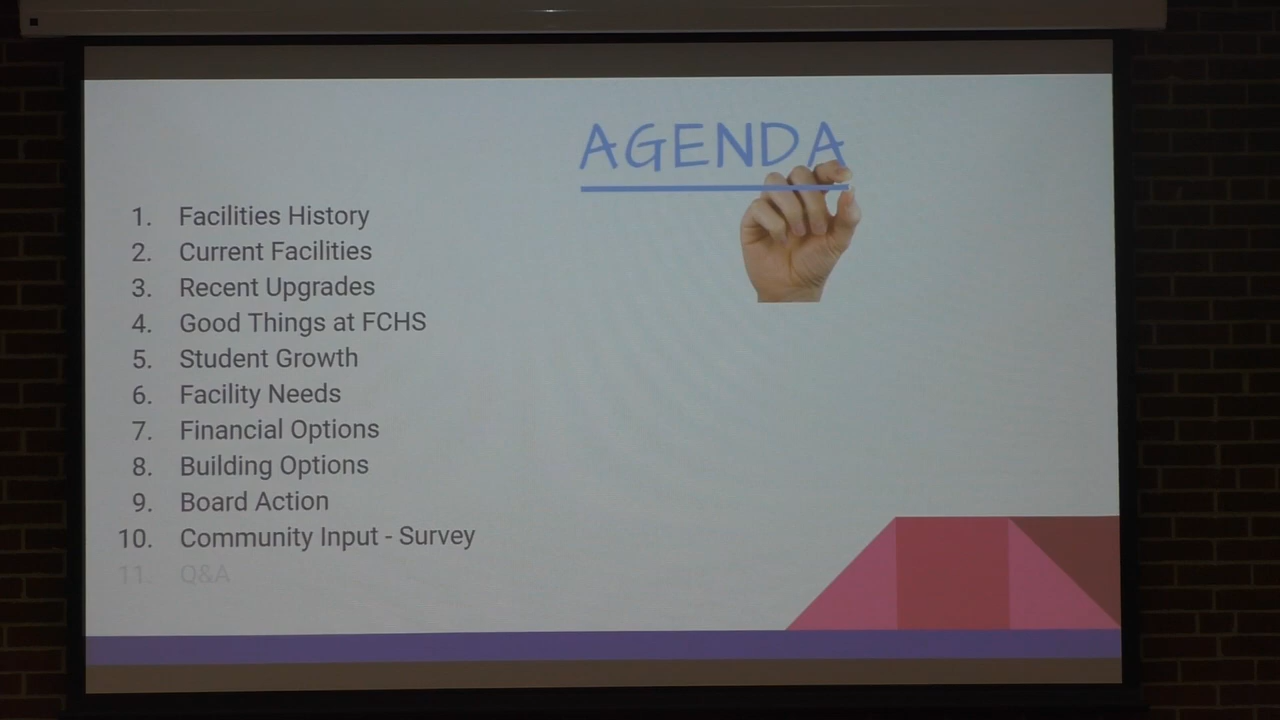 AGENDA
1. Facilities History
2. Current Facilities
3. Recent Upgrades
4. Good Things at FCHS
5. Student Growth
6. Facility Needs
7. Financial Options
8. Building Options
9. Board Action
10. Community Input - Survey
11. Q&A